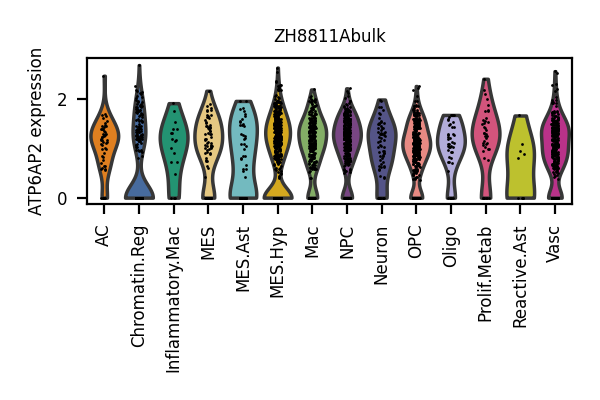 ZH8811Abulk
ATP6AP2 expression
2
0
AC
Chromatin.Reg
Inflammatory.Mac
MES
MES.Ast
MES.Hyp
Mac
NPC
Neuron
OPC
Oligo
Prolif.Metab
Reactive.Ast
Vasc